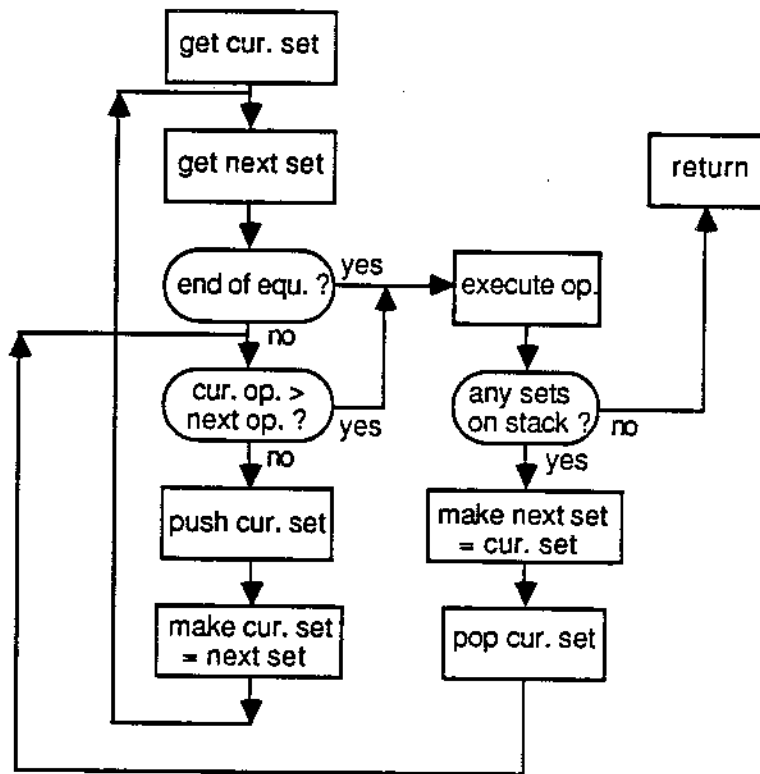 get cur. set
get next set
return
end of equ. ?
yes
execute op.
no
cur. op. >
next op. ?
yes
any sets
on stack ?
no
no
yes
push cur. set
make next set
= cur. set
make cur. set
= next set
pop cur. set